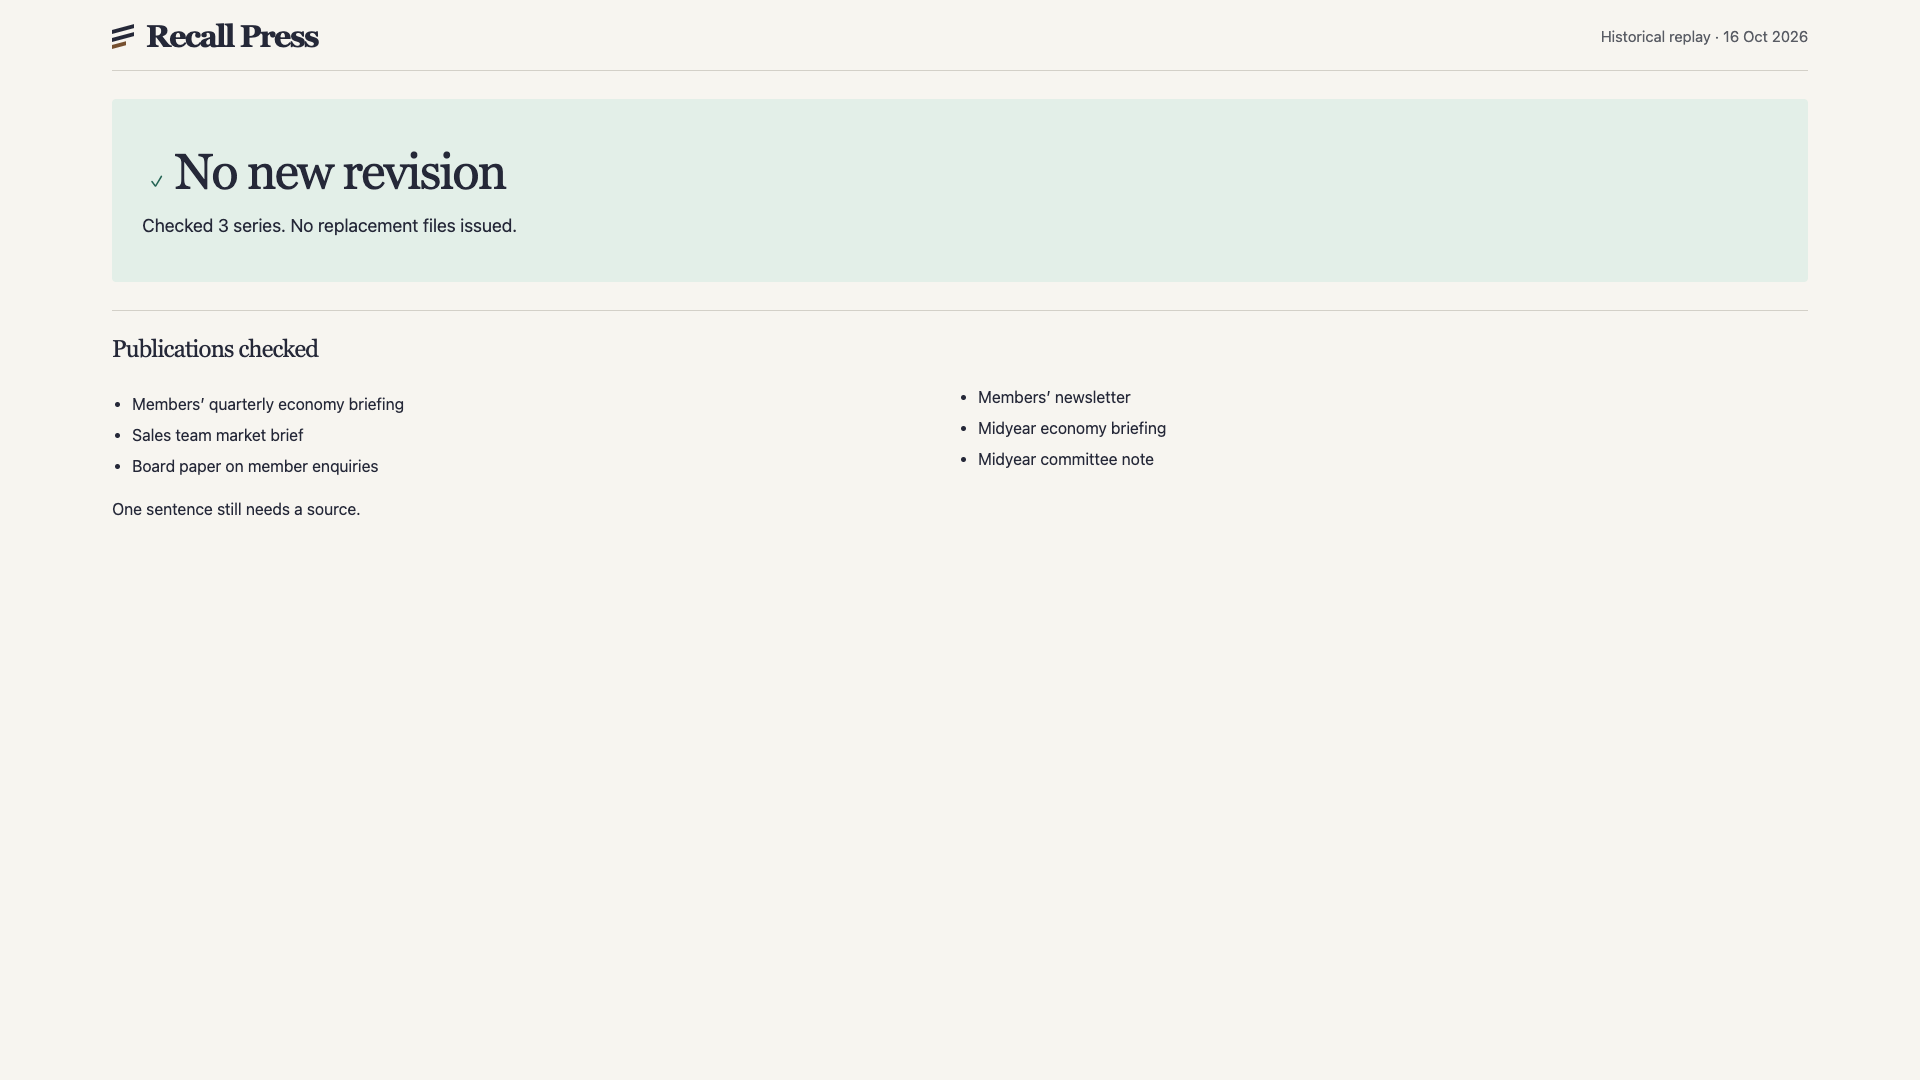 Recall Press
Historical replay · 16 Oct 2026
✓ No new revision
Checked 3 series. No replacement files issued.
Publications checked
• Members’ quarterly economy briefing
• Sales team market brief
• Board paper on member enquiries
• Members’ newsletter
• Midyear economy briefing
• Midyear committee note
One sentence still needs a source.